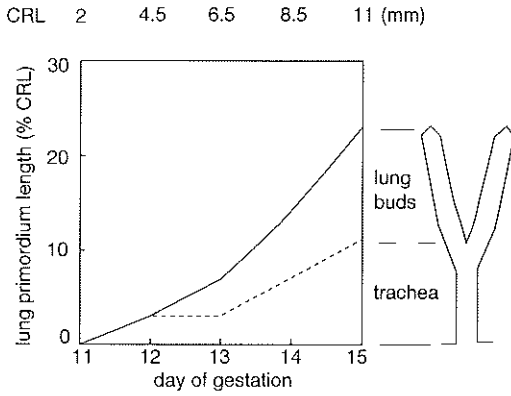 CRL 2 4.5 6.5 8.5 11 (mm)
lung primordium length (% CRL)
30
20
10
0
11 12 13 14 15
day of gestation
lung
buds
trachea